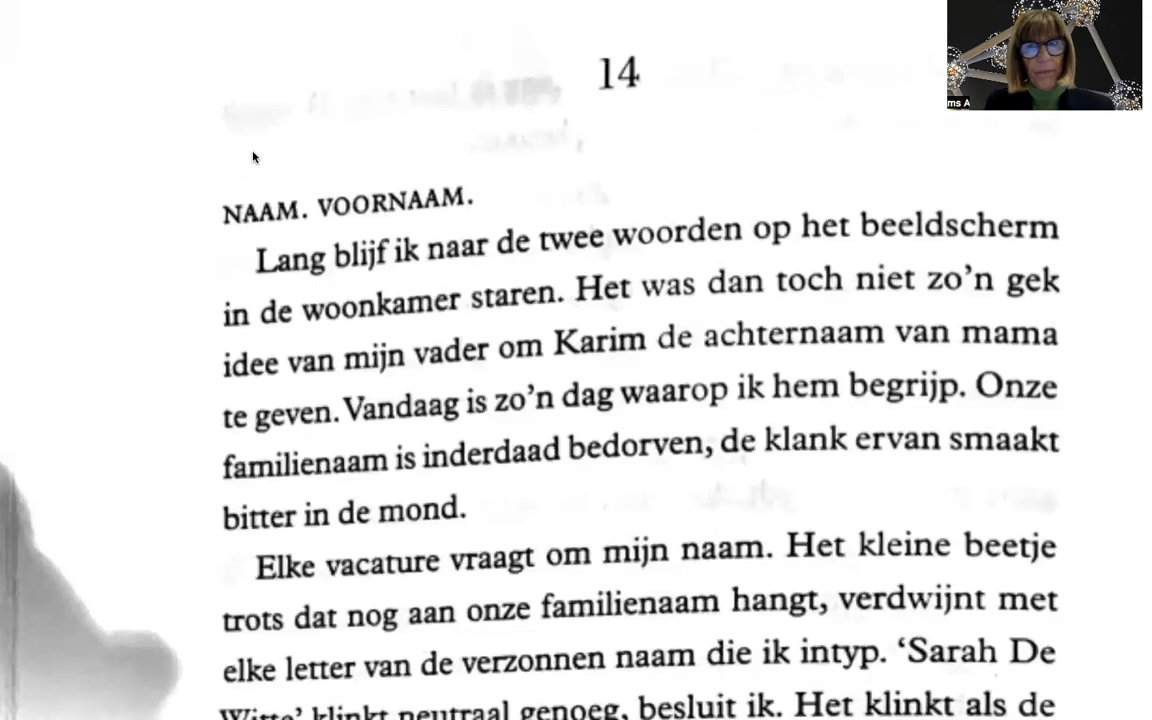 ms A
14
NAAM. VOORNAAM.
Lang blijf ik naar de twee woorden op het beeldscherm
in de woonkamer staren. Het was dan toch niet zo’n gek
idee van mijn vader om Karim de achternaam van mama
te geven. Vandaag is zo’n dag waarop ik hem begrijp. Onze
familienaam is inderdaad bedorven, de klank ervan smaakt
bitter in de mond.
Elke vacature vraagt om mijn naam. Het kleine beetje
trots dat nog aan onze familienaam hangt, verdwijnt met
elke letter van de verzonnen naam die ik intyp. ‘Sarah De
Witte’ klinkt neutraal genoeg, besluit ik. Het klinkt als de